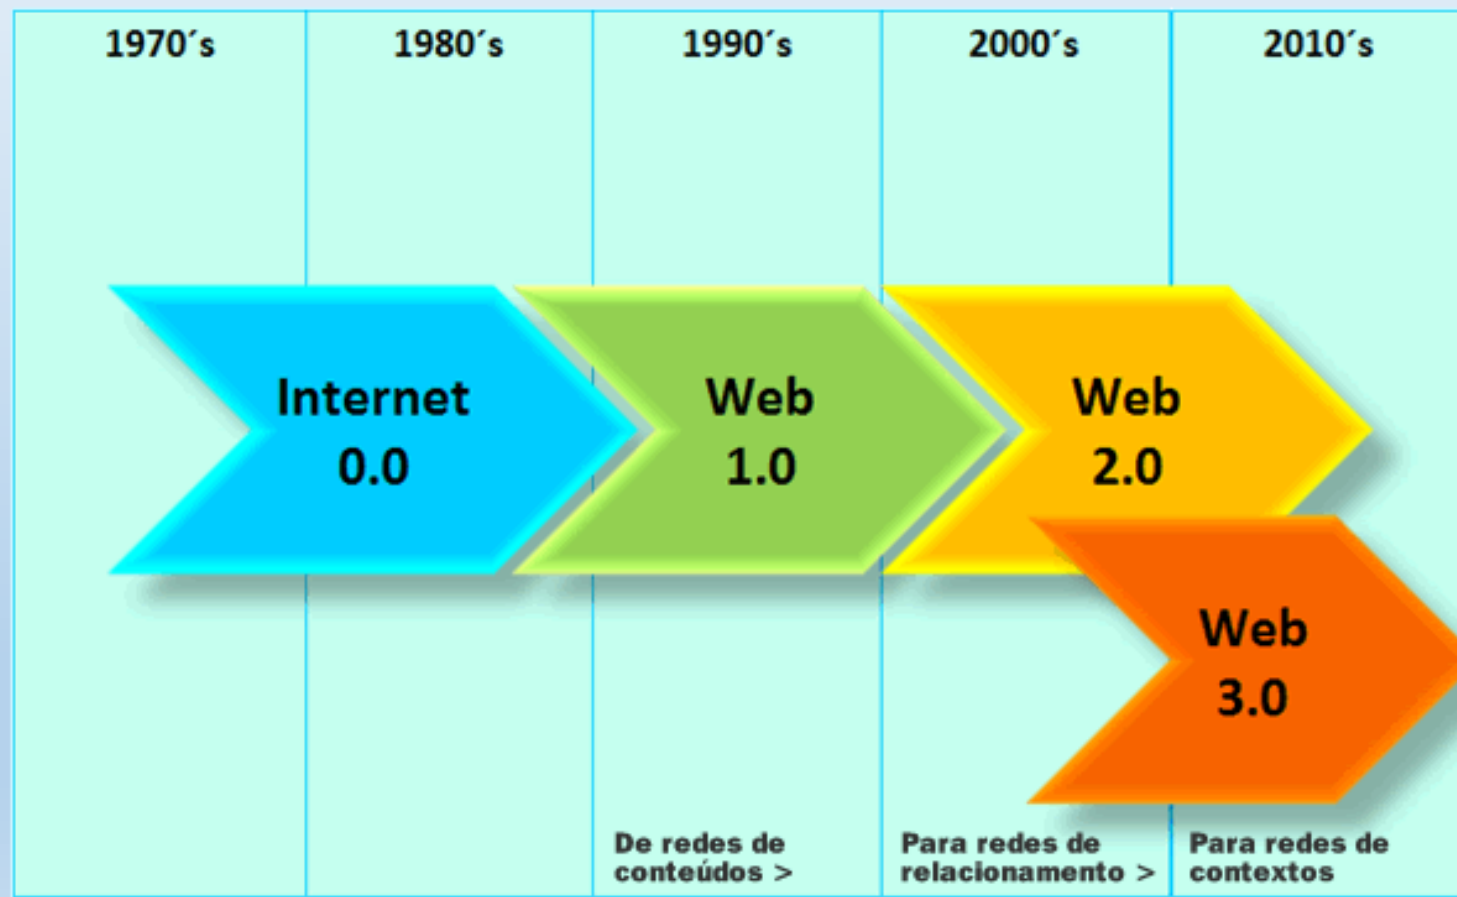 1970´s
1980´s
1990´s
2000´s
2010´s
Internet
0.0
Web
1.0
Web
2.0
Web
3.0
De redes de
conteúdos >
Para redes de
relacionamento >
Para redes de
contextos